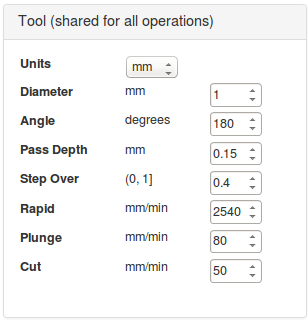 Tool (shared for all operations)
Units mm
Diameter mm 1
Angle degrees 180
Pass Depth mm 0.15
Step Over (0, 1] 0.4
Rapid mm/min 2540
Plunge mm/min 80
Cut mm/min 50